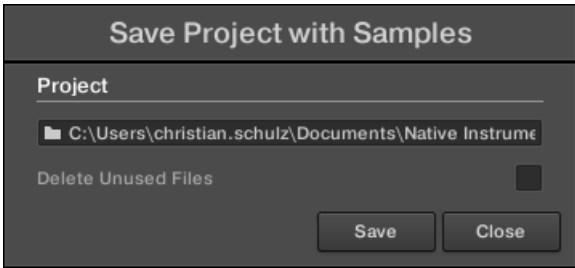 Save Project with Samples
Project
C:\Users\christian.schulz\Documents\Native Instrume
Delete Unused Files
Save Close